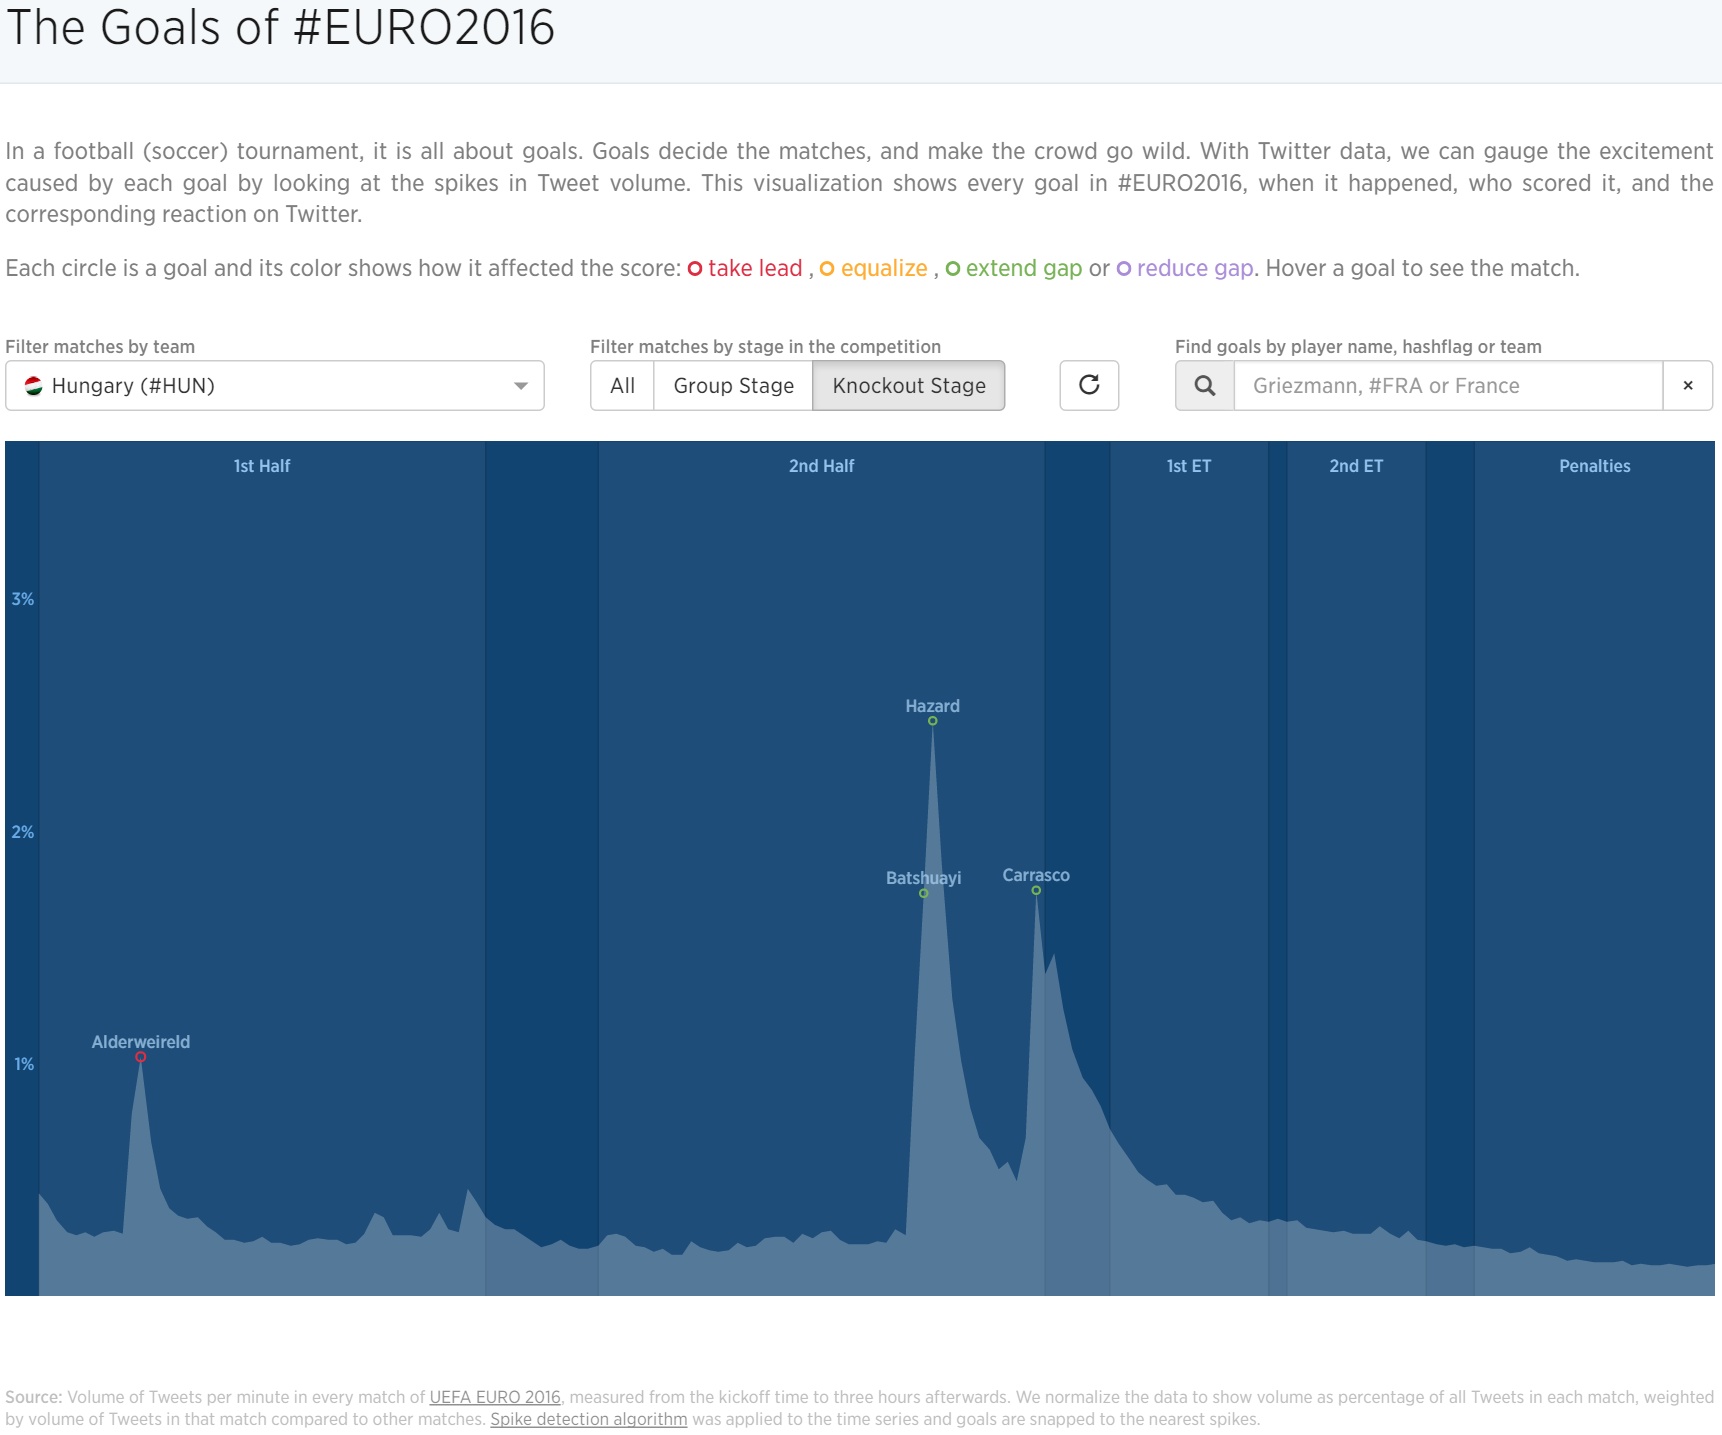 The Goals of #EURO2016
In a football (soccer) tournament, it is all about goals. Goals decide the matches, and make the crowd go wild. With Twitter data, we can gauge the excitement
caused by each goal by looking at the spikes in Tweet volume. This visualization shows every goal in #EURO2016, when it happened, who scored it, and the
corresponding reaction on Twitter.
Each circle is a goal and its color shows how it affected the score: take lead , equalize , extend gap or reduce gap. Hover a goal to see the match.
Filter matches by team
Filter matches by stage in the competition
Find goals by player name, hashflag or team
Hungary (#HUN)
All
Group Stage
Knockout Stage
Griezmann, #FRA or France
×
1st Half
2nd Half
1st ET
2nd ET
Penalties
3%
Hazard
2%
Batshuayi
Carrasco
Alderweireld
1%
Source: Volume of Tweets per minute in every match of UEFA EURO 2016, measured from the kickoff time to three hours afterwards. We normalize the data to show volume as percentage of all Tweets in each match, weighted
by volume of Tweets in that match compared to other matches. Spike detection algorithm was applied to the time series and goals are snapped to the nearest spikes.